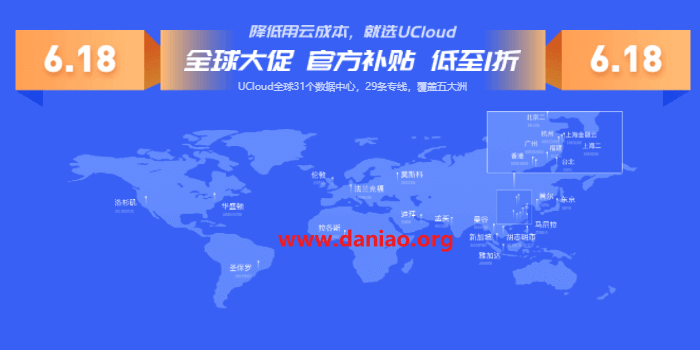 降低用云成本，就选UCloud
6.18
全球大促 官方补贴 低至1折
6.18
UCloud全球31个数据中心，29条专线，覆盖五大洲
北京二
杭州
上海金融云
广州
福建
上海二
香港
台北
伦敦
法兰克福
莫斯科
洛杉矶
华盛顿
首尔
东京
迪拜
孟买
曼谷
马尼拉
拉各斯
www.daniao.org
新加坡
胡志明市
雅加达
圣保罗